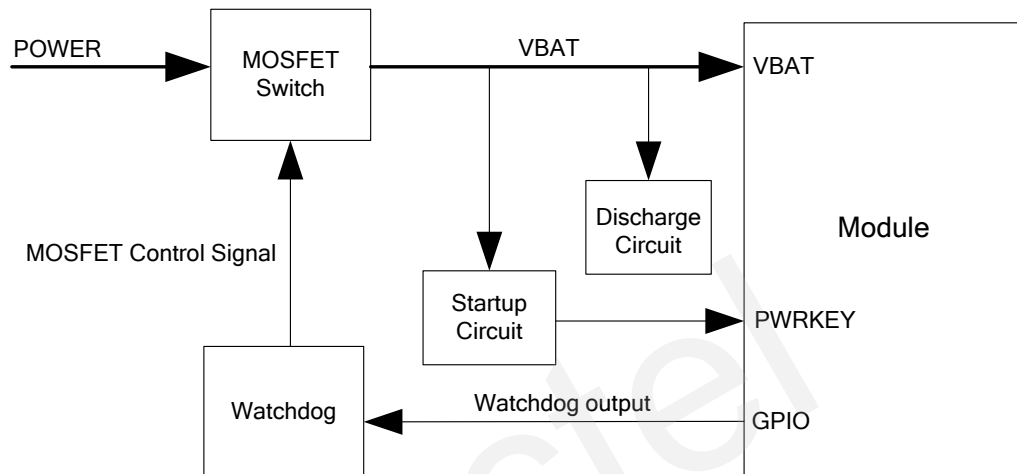 POWER
MOSFET
Switch
VBAT
VBAT
Discharge
Circuit
Module
MOSFET Control Signal
Startup
Circuit
PWRKEY
Watchdog
Watchdog output
GPIO